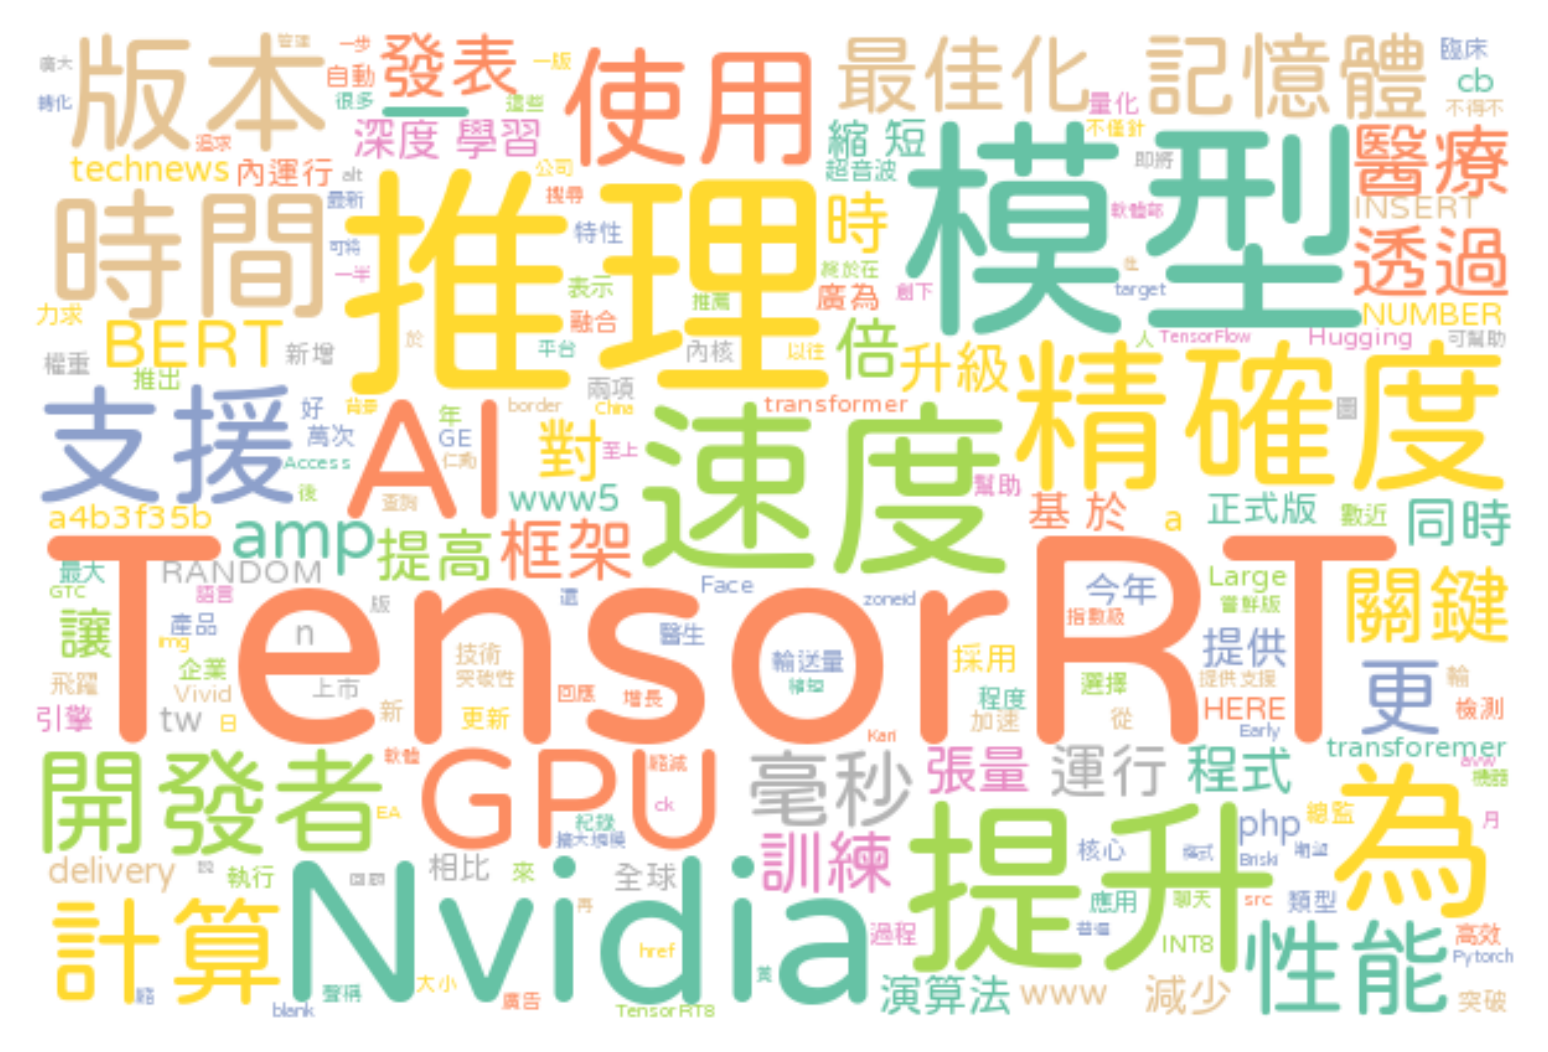 廣大
版本
管理
一步
發表
一版
使用
最佳化
記憶體
臨床
轉化
自動
很多
這些
量化
cb
不得不
追求
一
深度 學習
縮 短
不僅針
模型
醫療
technews
內運行
alt
公司
超音波
即將
時間
最新
推理
搜尋
時
軟體部
INSERT
可將
特性
透過
一半
表示
推薦
終於在
廣為
創下
target
力求
BERT
新增
於
融合
平台
內核
以往
倍
升級
人
TensorFlow
Hugging
NUMBER
可幫助
權重
推出
兩項
精確度
支援
好
背景
AI
年
border
China
transformer
圖
萬次
GE
對
至上
速度
Access
仁勳
後
查詢
www5
幫助
a4b3f35b
基 於
a
正式版
數近
同時
amp
提高
框架
最大
RANDOM
TensorRT
Face
今年
Large
關鍵
GTC
語言
版
還
zoneid
指數級
嘗鮮版
讓
產品
n
醫生
提供
img
企業
技術
輸送量
採用
飛躍
Vivid
上市
突破性
回應
增長
縮短
程度
選擇
提供支援
更
輪
引擎
tw
日
新
更新
加速
從
HERE
檢測
Kari
Early
開發者
軟體
GPU
縮減
毫秒
張量
運行
程式
transforemer
avw
機器
EA
ck
紀錄
擴大規模
訓練
提升
php
總監
為
月
delivery
執行
Nvidia
相比
來
全球
核心
格式
Briski
計算
再
應用
聊天
src
類型
href
過程
普遍
INT8
性能
高效
Pytorch
大小
黃
聲稱
廣告
演算法
www
減少
突破
blank
TensorRT8